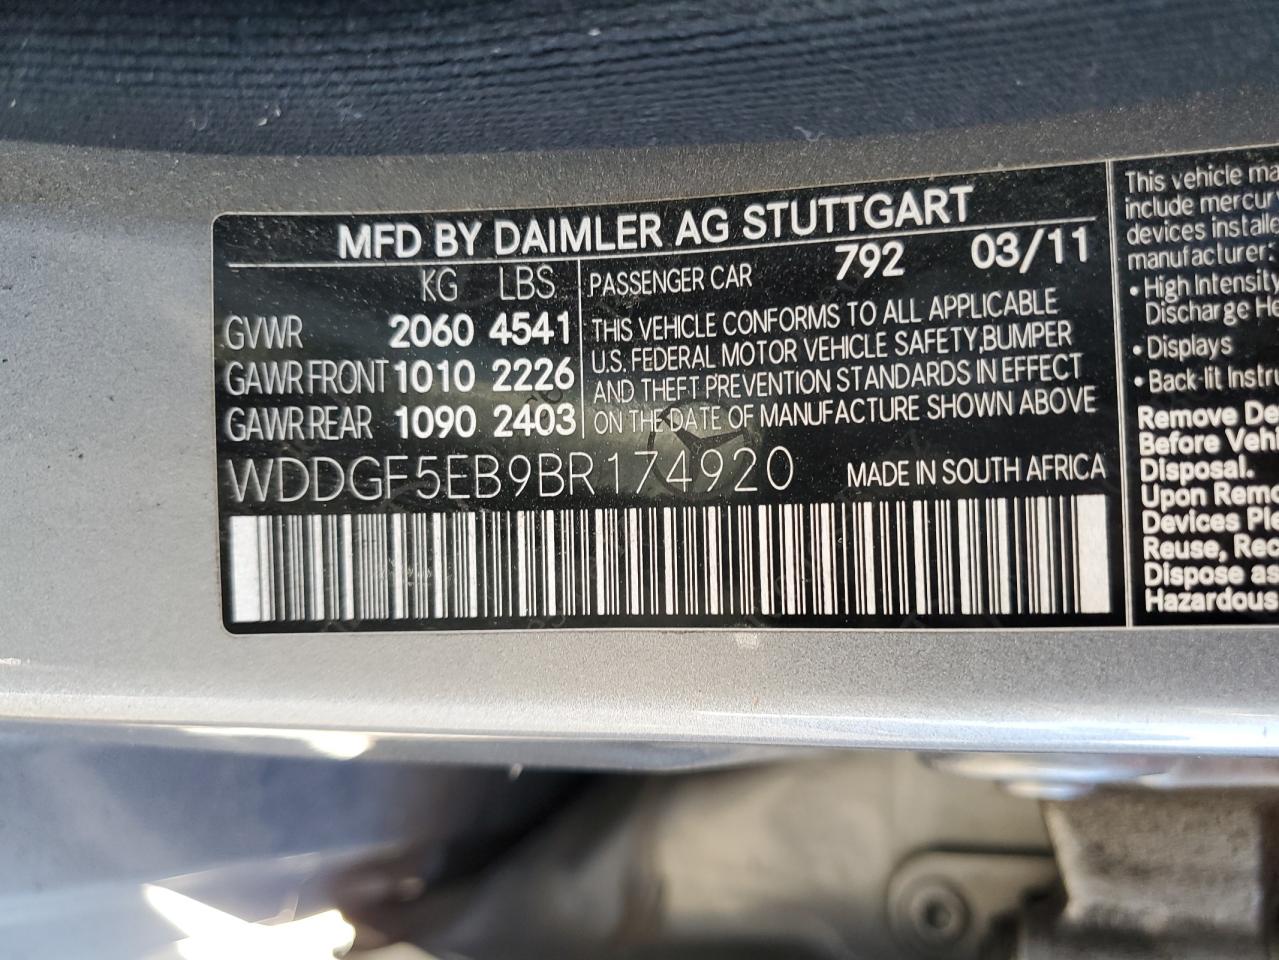 MFD BY DAIMLER AG STUTTGART
KG LBS PASSENGER CAR 792 03/11
GVWR 2060 4541 THIS VEHICLE CONFORMS TO ALL APPLICABLE
U.S. FEDERAL MOTOR VEHICLE SAFETY,BUMPER
GAWR FRONT 1010 2226 AND THEFT PREVENTION STANDARDS IN EFFECT
GAWR REAR 1090 2403 ON THE DATE OF MANUFACTURE SHOWN ABOVE
WDDGF5EB9BR174920 MADE IN SOUTH AFRICA
This vehicle ma
include mercur
devices installe
manufacturer:
• High Intensity
Discharge He
• Displays
• Back-lit Instru
Remove De
Before Vehi
Disposal.
Upon Remo
Devices Ple
Reuse, Rec
Dispose as
Hazardous